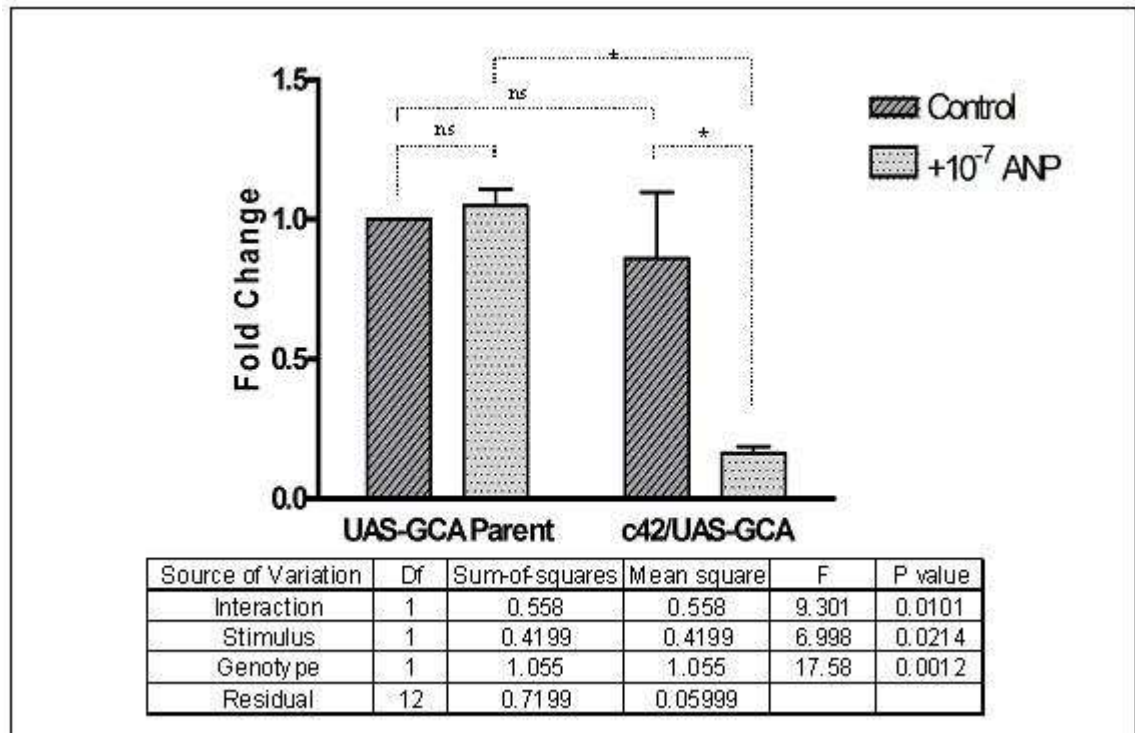 +
1.5
ns
Control
ns
*
+10⁻⁷ ANP
1.0
Fold Change
0.5
0.0
UAS-GCA Parent c42/UAS-GCA
Source of Variation Df Sum-of-squares Mean square F P value
Interaction 1 0.558 0.558 9.301 0.0101
Stimulus 1 0.4199 0.4199 6.998 0.0214
Genotype 1 1.055 1.055 17.58 0.0012
Residual 12 0.7199 0.05999